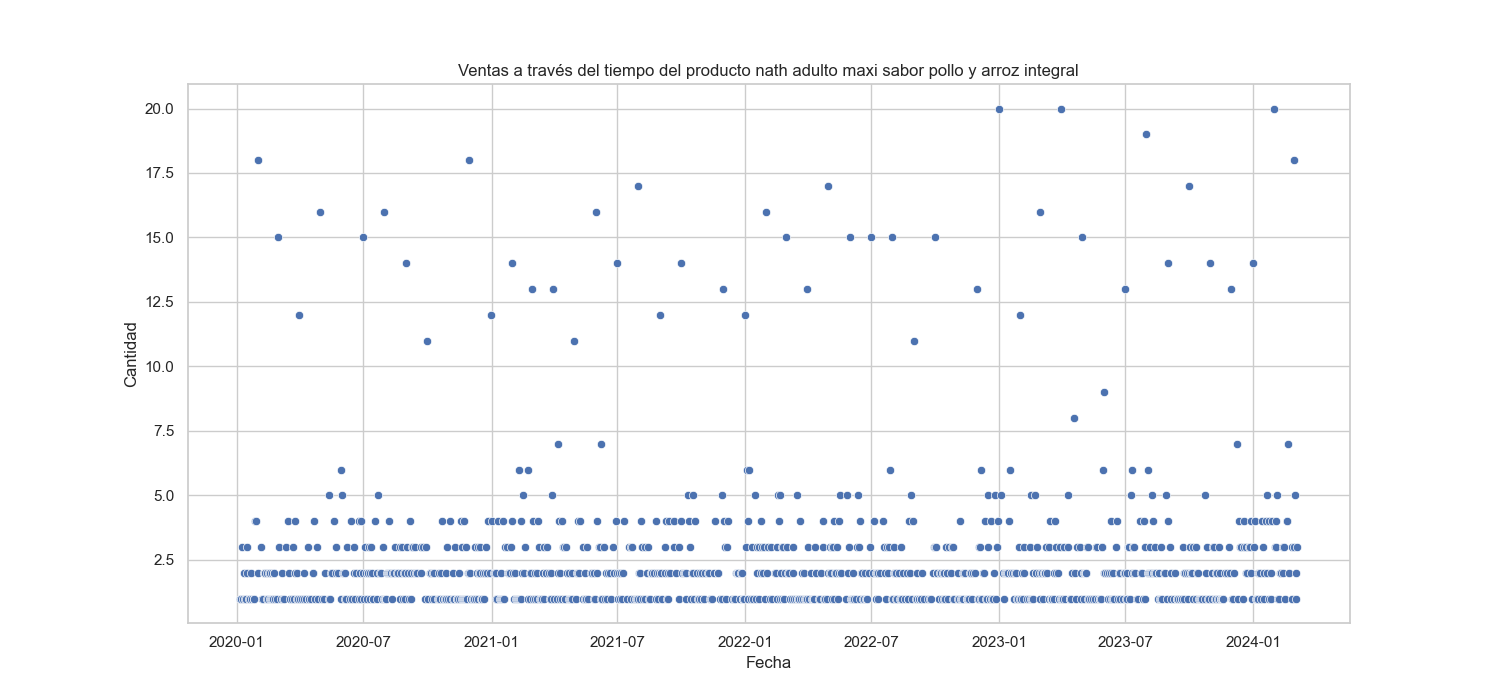 Ventas a través del tiempo del producto nath adulto maxi sabor pollo y arroz integral
20.0
17.5
15.0
12.5
10.0
7.5
5.0
2.5
Cantidad
2020-01 2020-07 2021-01 2021-07 2022-01 2022-07 2023-01 2023-07 2024-01
Fecha